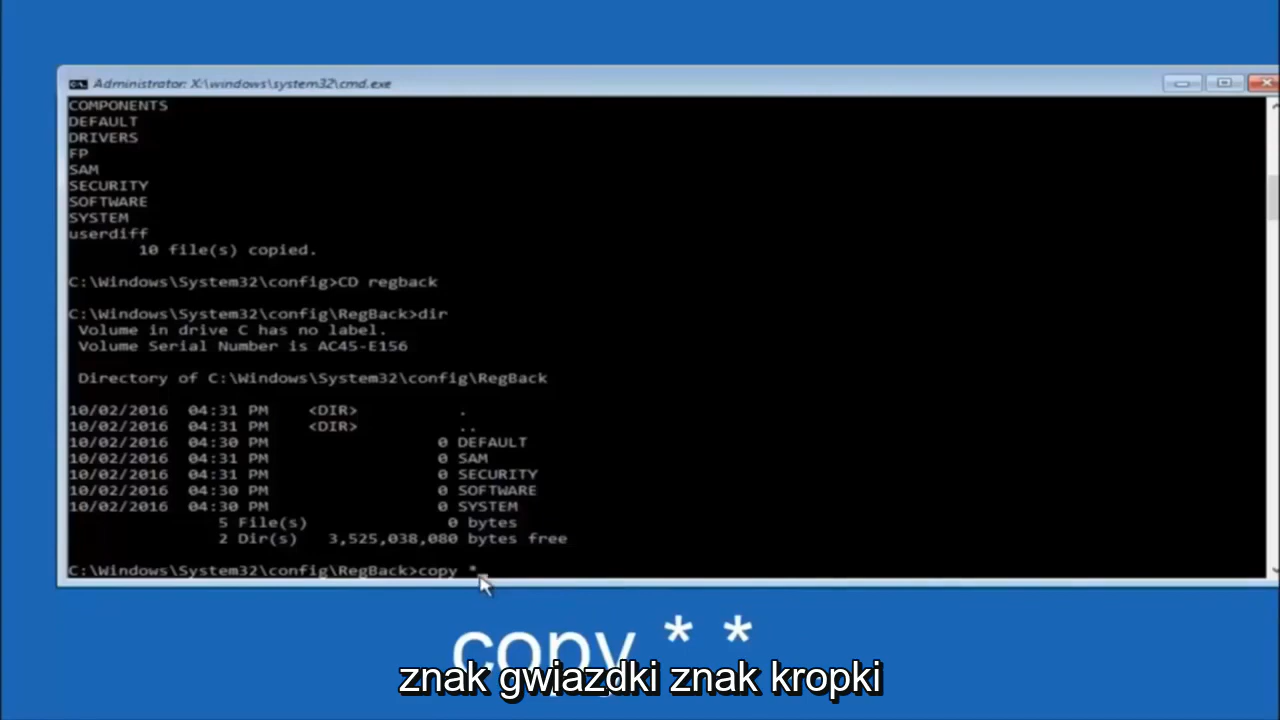 Administrator: X:\windows\system32\cmd.exe
COMPONENTS
DEFAULT
DRIVERS
FP
SAM
SECURITY
SOFTWARE
SYSTEM
userdiff
10 file(s) copied.
C:\Windows\System32\config>CD regback
C:\Windows\System32\config\RegBack>dir
Volume in drive C has no label.
Volume Serial Number is AC45-E156
Directory of C:\Windows\System32\config\RegBack
10/02/2016 04:31 PM <DIR> .
10/02/2016 04:31 PM <DIR> ..
10/02/2016 04:30 PM 0 DEFAULT
10/02/2016 04:31 PM 0 SAM
10/02/2016 04:31 PM 0 SECURITY
10/02/2016 04:30 PM 0 SOFTWARE
10/02/2016 04:30 PM 0 SYSTEM
5 File(s) 0 bytes
2 Dir(s) 3,525,038,080 bytes free
C:\Windows\System32\config\RegBack>copy *_
copy * *
znak gwiazdki znak kropki